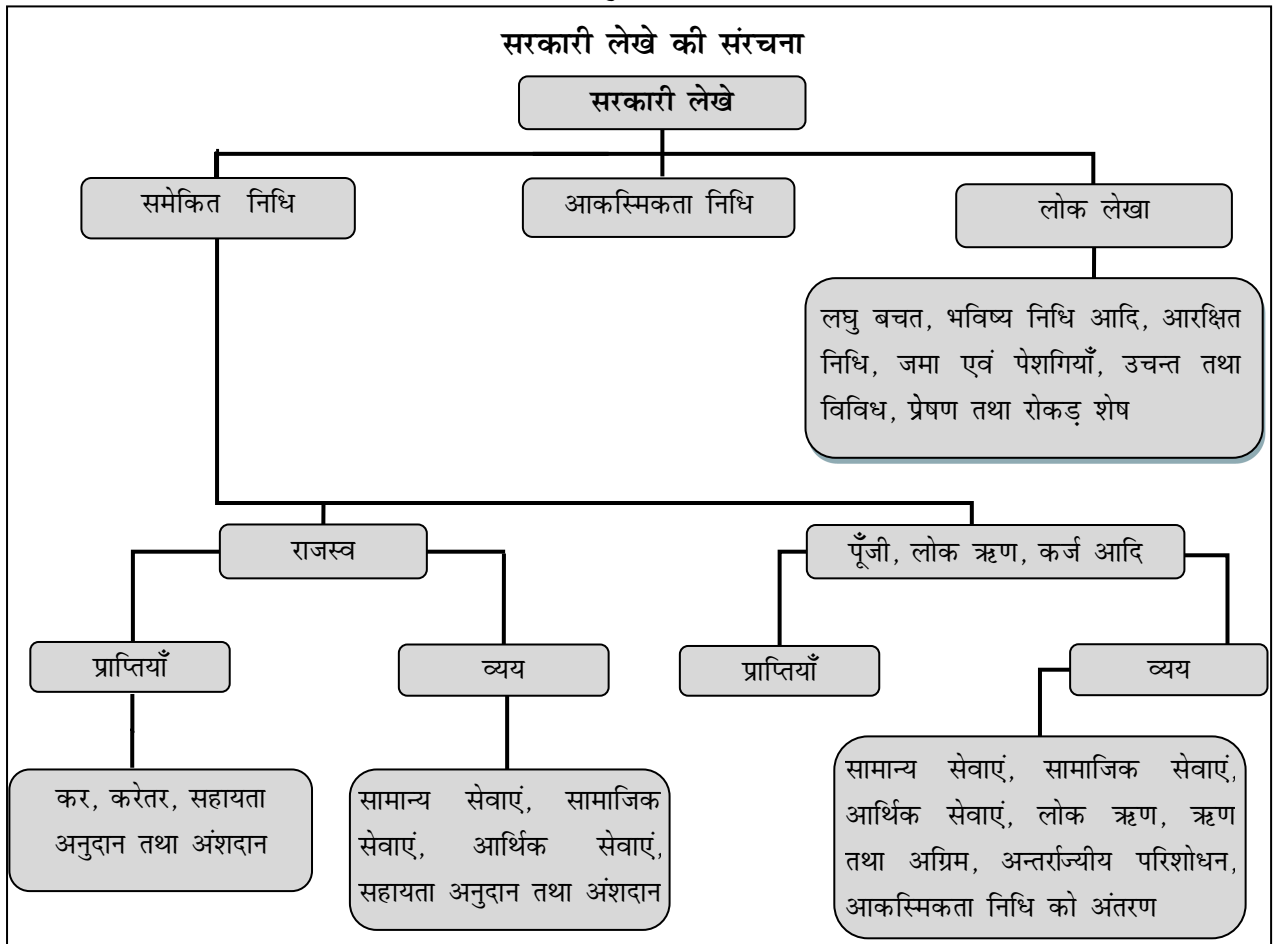 सरकारी लेखे की संरचना
सरकारी लेखे
समेकित निधि
आकस्मिकता निधि
लोक लेखा
लघु बचत, भविष्य निधि आदि, आरक्षित
निधि, जमा एवं पेशगियाँ, उचन्त तथा
विविध, प्रेषण तथा रोकड़ शेष
राजस्व
पूँजी, लोक ऋण, कर्ज आदि
प्राप्तियाँ
व्यय
प्राप्तियाँ
व्यय
कर, करेतर, सहायता
अनुदान तथा अंशदान
सामान्य सेवाएं, सामाजिक
सेवाएं, आर्थिक सेवाएं,
सहायता अनुदान तथा अंशदान
सामान्य सेवाएं, सामाजिक सेवाएं,
आर्थिक सेवाएं, लोक ऋण, ऋण
तथा अग्रिम, अन्तर्राज्यीय परिशोधन,
आकस्मिकता निधि को अंतरण